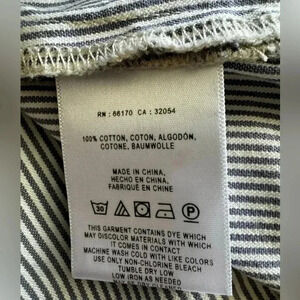 RN : 66170 CA : 32054
100% COTTON, COTON, ALGODÓN,
COTONE, BAUMWOLLE
MADE IN CHINA,
HECHO EN CHINA,
FABRIQUE EN CHINE
30 P
THIS GARMENT CONTAINS DYE WHICH
MAY DISCOLOR MATERIALS WITH WHICH
IT COMES IN CONTACT
MACHINE WASH COLD WITH LIKE COLORS
USE ONLY NON-CHLORINE BLEACH
TUMBLE DRY LOW
LOW IRON AS NEEDED